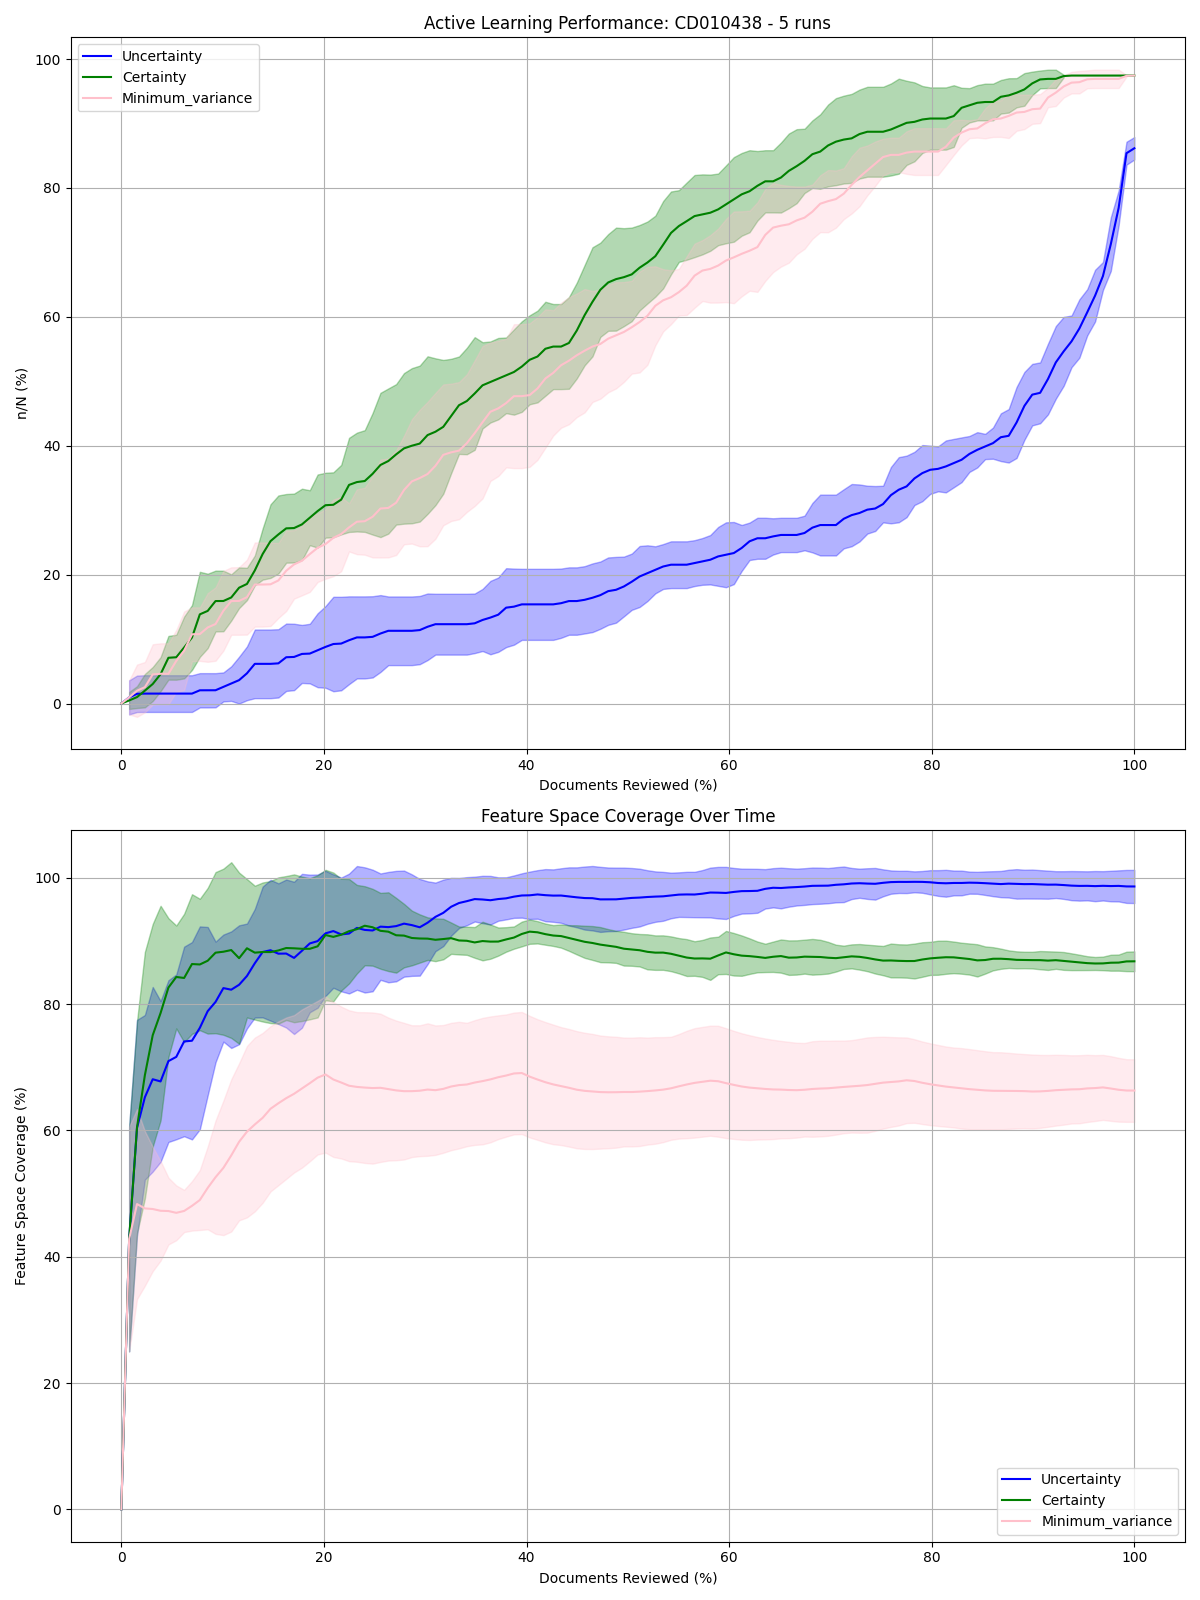 Active Learning Performance: CD010438 - 5 runs
Uncertainty
Certainty
Minimum_variance
100
80
60
40
20
0
n/N (%)
0 20 40 60 80 100
Documents Reviewed (%)
Feature Space Coverage Over Time
100
80
60
40
20
0
Feature Space Coverage (%)
Uncertainty
Certainty
Minimum_variance
0 20 40 60 80 100
Documents Reviewed (%)